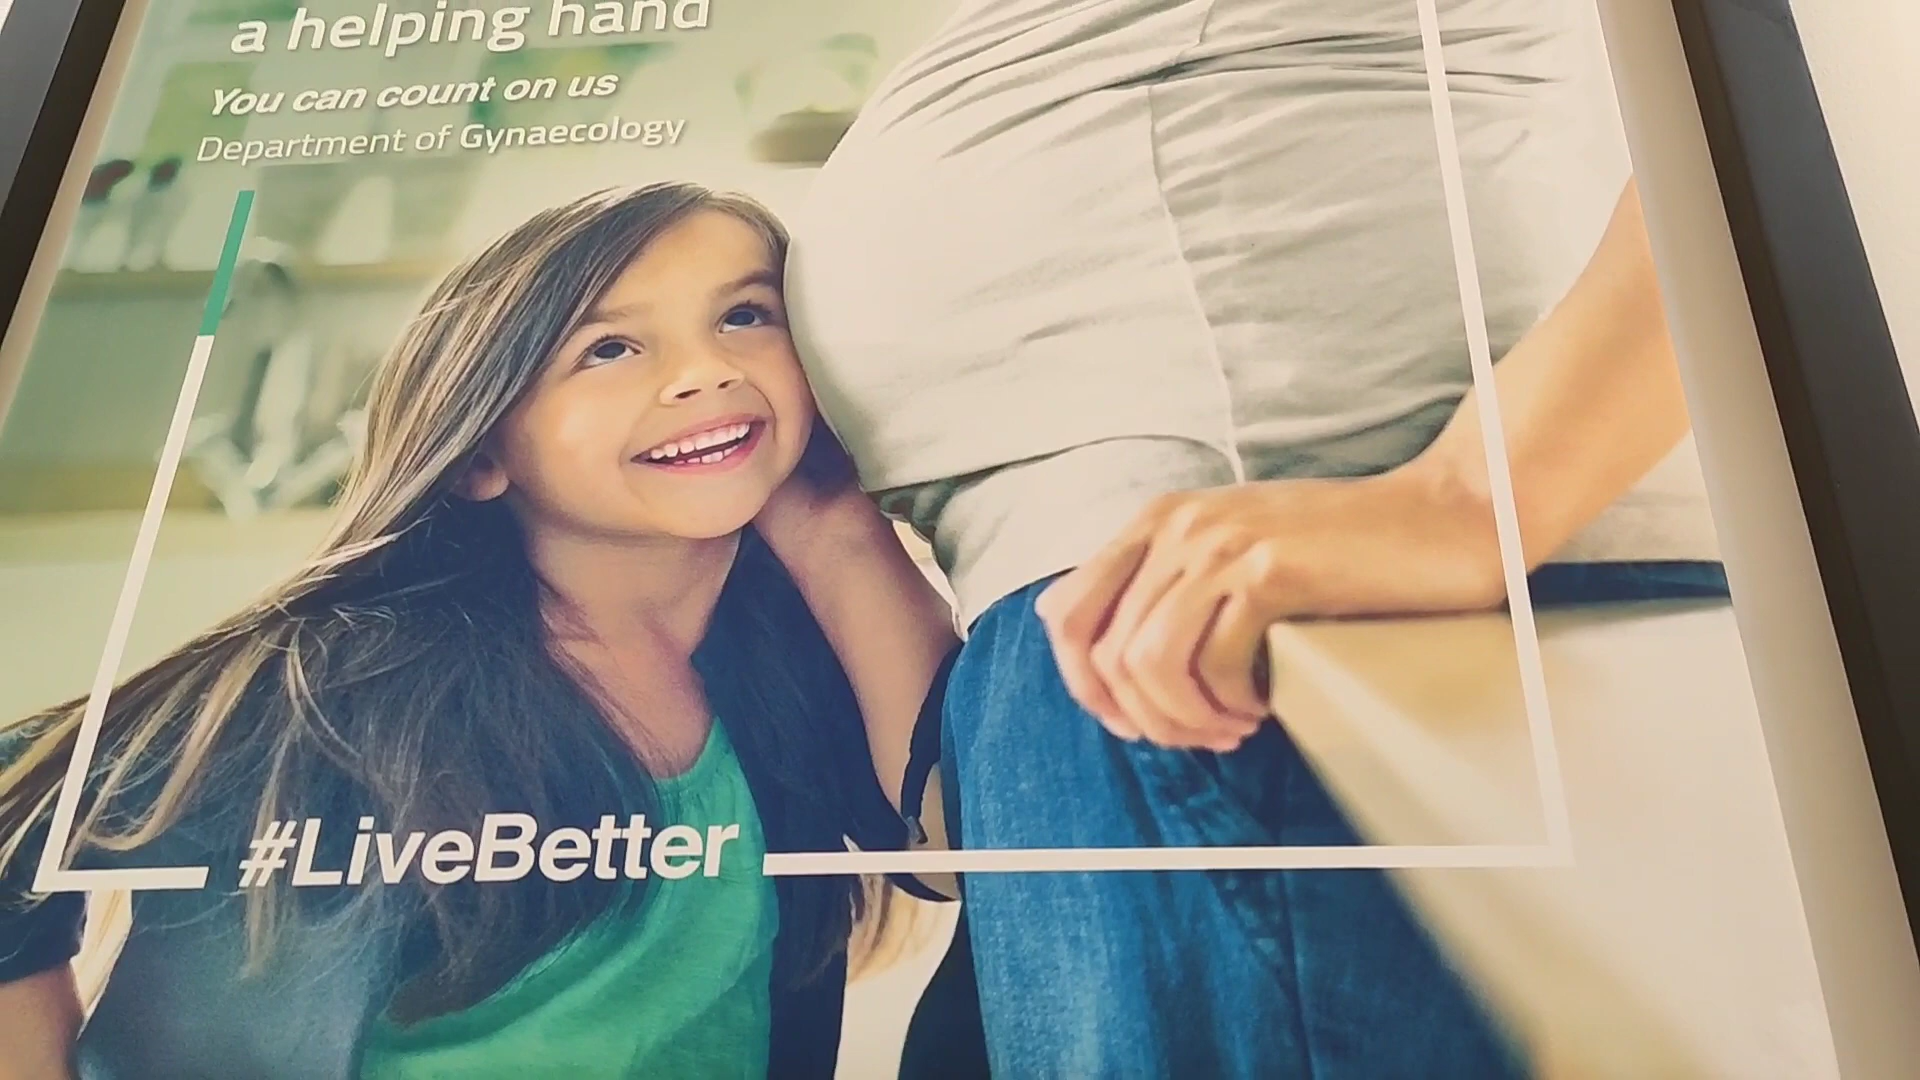 a helping hand
You can count on us
Department of Gynaecology
#LiveBetter